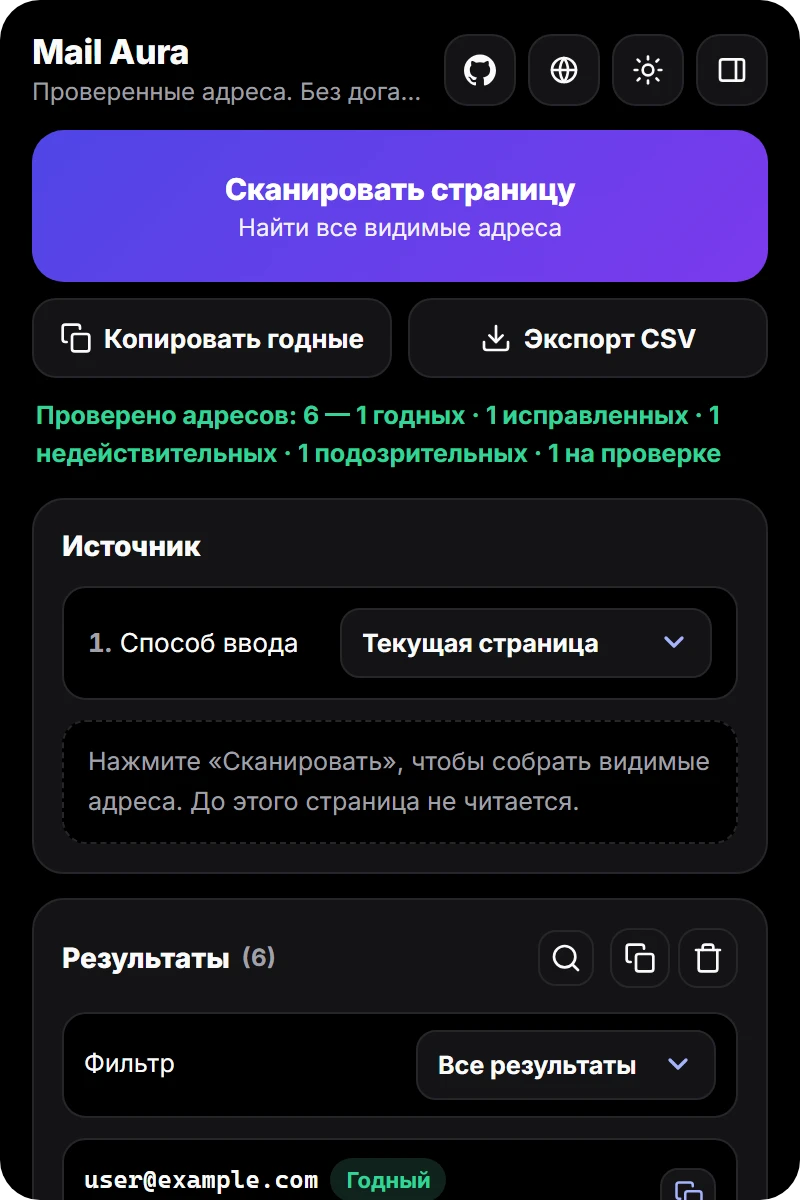 Mail Aura
Проверенные адреса. Без дога...
Сканировать страницу
Найти все видимые адреса
Копировать годные
Экспорт CSV
Проверено адресов: 6 — 1 годных · 1 исправленных · 1
недействительных · 1 подозрительных · 1 на проверке
Источник
1. Способ ввода
Текущая страница
Нажмите «Сканировать», чтобы собрать видимые
адреса. До этого страница не читается.
Результаты (6)
Фильтр
Все результаты
user@example.com Годный